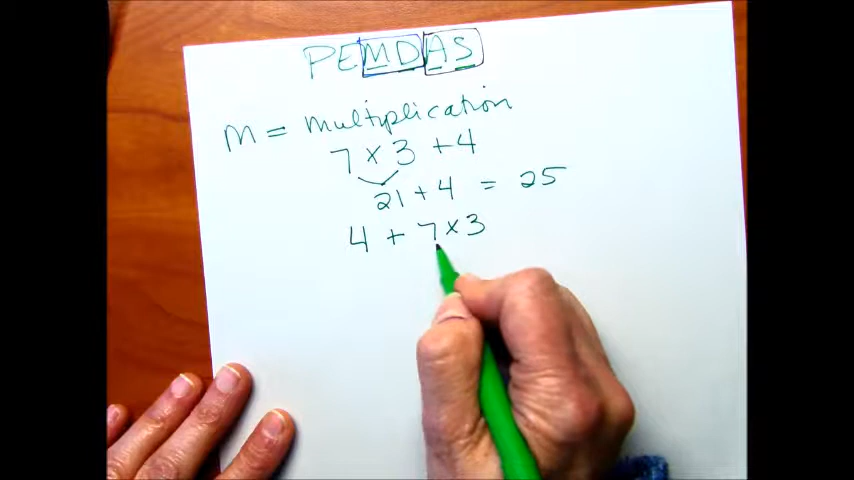 PEMDAS
M = multiplication
7 × 3 + 4
21 + 4 = 25
4 + 7 × 3